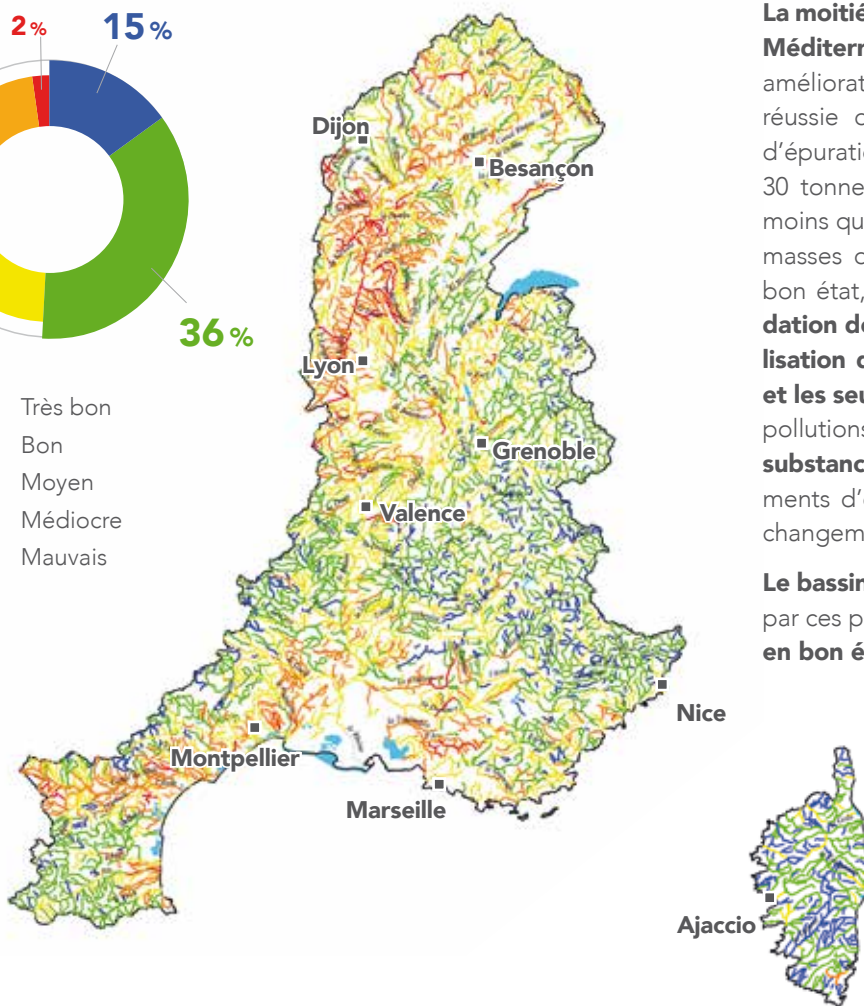 2 %
15 %
36 %
Très bon
Bon
Moyen
Médiocre
Mauvais
Dijon
Besançon
Lyon
Grenoble
Valence
Nice
Montpellier
Marseille
Ajaccio
La moitié
Méditerr
améliorat
réussie d
d'épuratio
30 tonne
moins qu
masses d
bon état,
dation de
lisation d
et les seu
pollutions
substanc
ments d'
changem
Le bassin
par ces p
en bon é